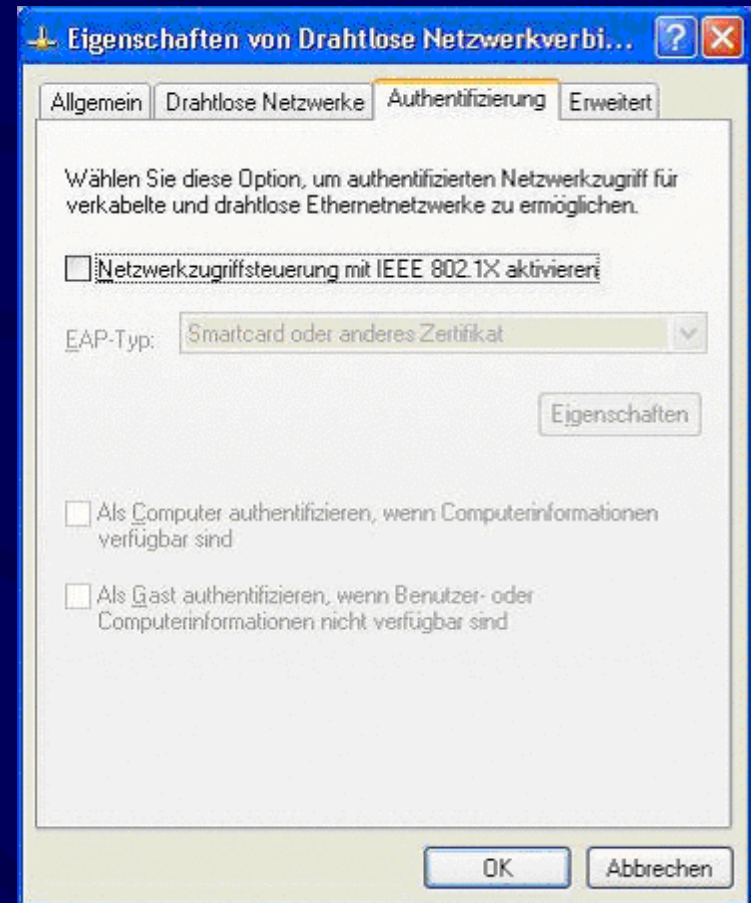 Eigenschaften von Drahtlose Netzwerkverbi...
Allgemein Drahtlose Netzwerke Authentifizierung Erweitert
Wählen Sie diese Option, um authentifizierten Netzwerkzugriff für
verkabelte und drahtlose Ethernetnetzwerke zu ermöglichen.
Netzwerkzugriffsteuerung mit IEEE 802.1X aktivieren
EAP-Typ: Smartcard oder anderes Zertifikat
Eigenschaften
Als Computer authentifizieren, wenn Computerinformationen
verfügbar sind
Als Gast authentifizieren, wenn Benutzer- oder
Computerinformationen nicht verfügbar sind
OK Abbrechen